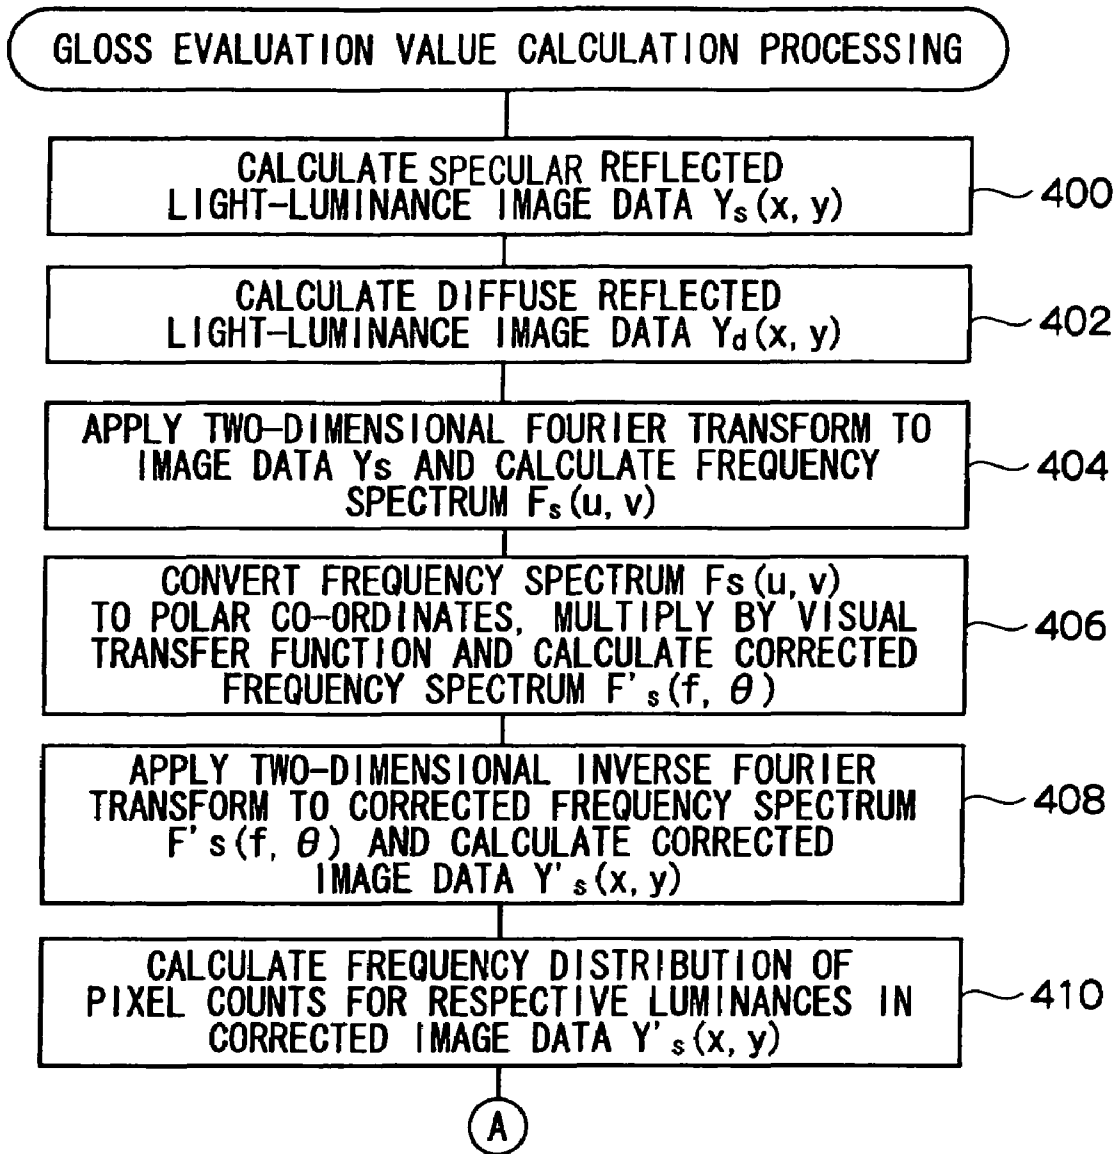 GLOSS EVALUATION VALUE CALCULATION PROCESSING
CALCULATE SPECULAR REFLECTED
LIGHT-LUMINANCE IMAGE DATA Ys(x, y)
400
CALCULATE DIFFUSE REFLECTED
LIGHT-LUMINANCE IMAGE DATA Yd(x, y)
402
APPLY TWO-DIMENSIONAL FOURIER TRANSFORM TO
IMAGE DATA Ys AND CALCULATE FREQUENCY
SPECTRUM Fs(u, v)
404
CONVERT FREQUENCY SPECTRUM Fs(u, v)
TO POLAR CO-ORDINATES, MULTIPLY BY VISUAL
TRANSFER FUNCTION AND CALCULATE CORRECTED
FREQUENCY SPECTRUM F's(f, θ)
406
APPLY TWO-DIMENSIONAL INVERSE FOURIER
TRANSFORM TO CORRECTED FREQUENCY SPECTRUM
F's(f, θ) AND CALCULATE CORRECTED
IMAGE DATA Y's(x, y)
408
CALCULATE FREQUENCY DISTRIBUTION OF
PIXEL COUNTS FOR RESPECTIVE LUMINANCES IN
CORRECTED IMAGE DATA Y's(x, y)
410
A